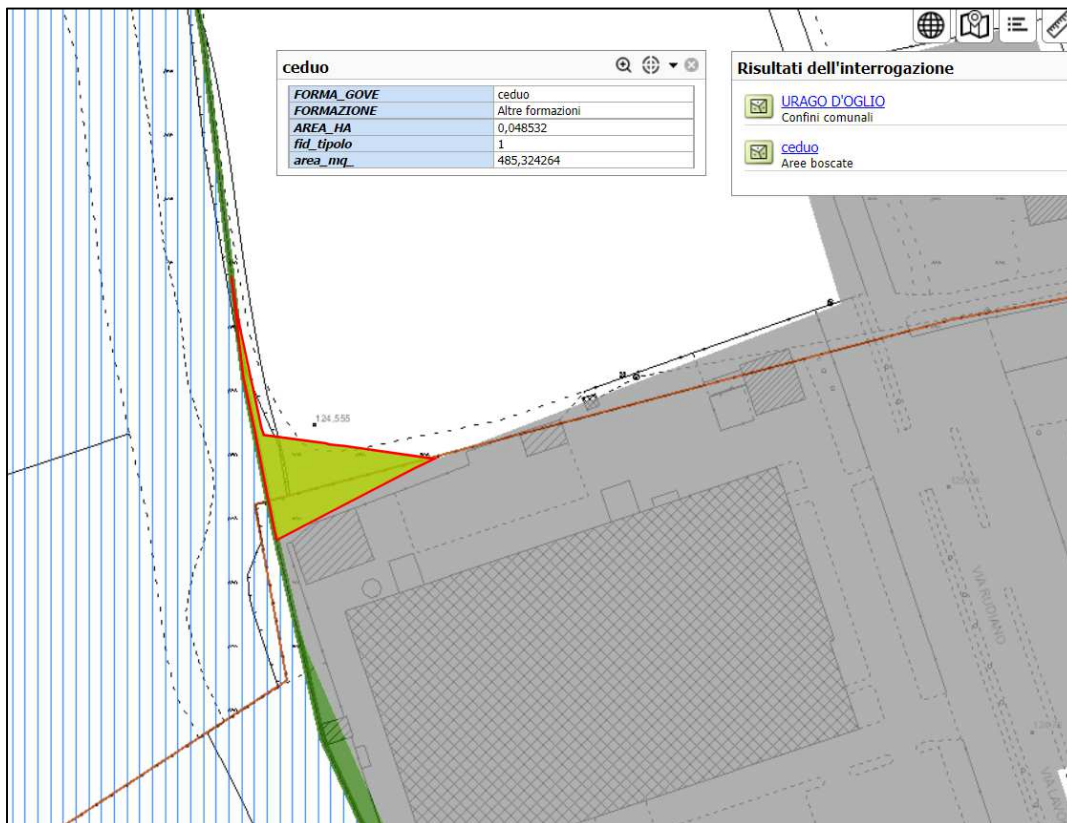 ceduo
FORMA_GOVE ceduo
FORMAZIONE Altre formazioni
AREA_HA 0,048532
fid_tipolo 1
area_mq_ 485,324264
Risultati dell'interrogazione
URAGO D'OGLIO
Confini comunali
ceduo
Aree boscate
124,555
VIA RUDIANO